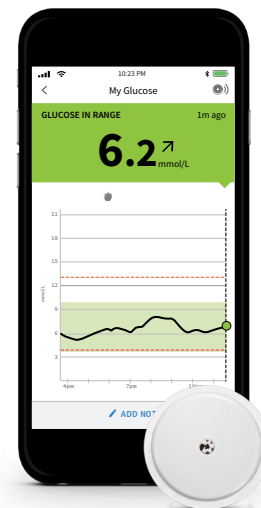 10:23 PM
My Glucose
GLUCOSE IN RANGE
1m ago
6.2
mmol/L
21
18
15
12
mmol/L
9
6
3
4pm
7pm
ADD NOT